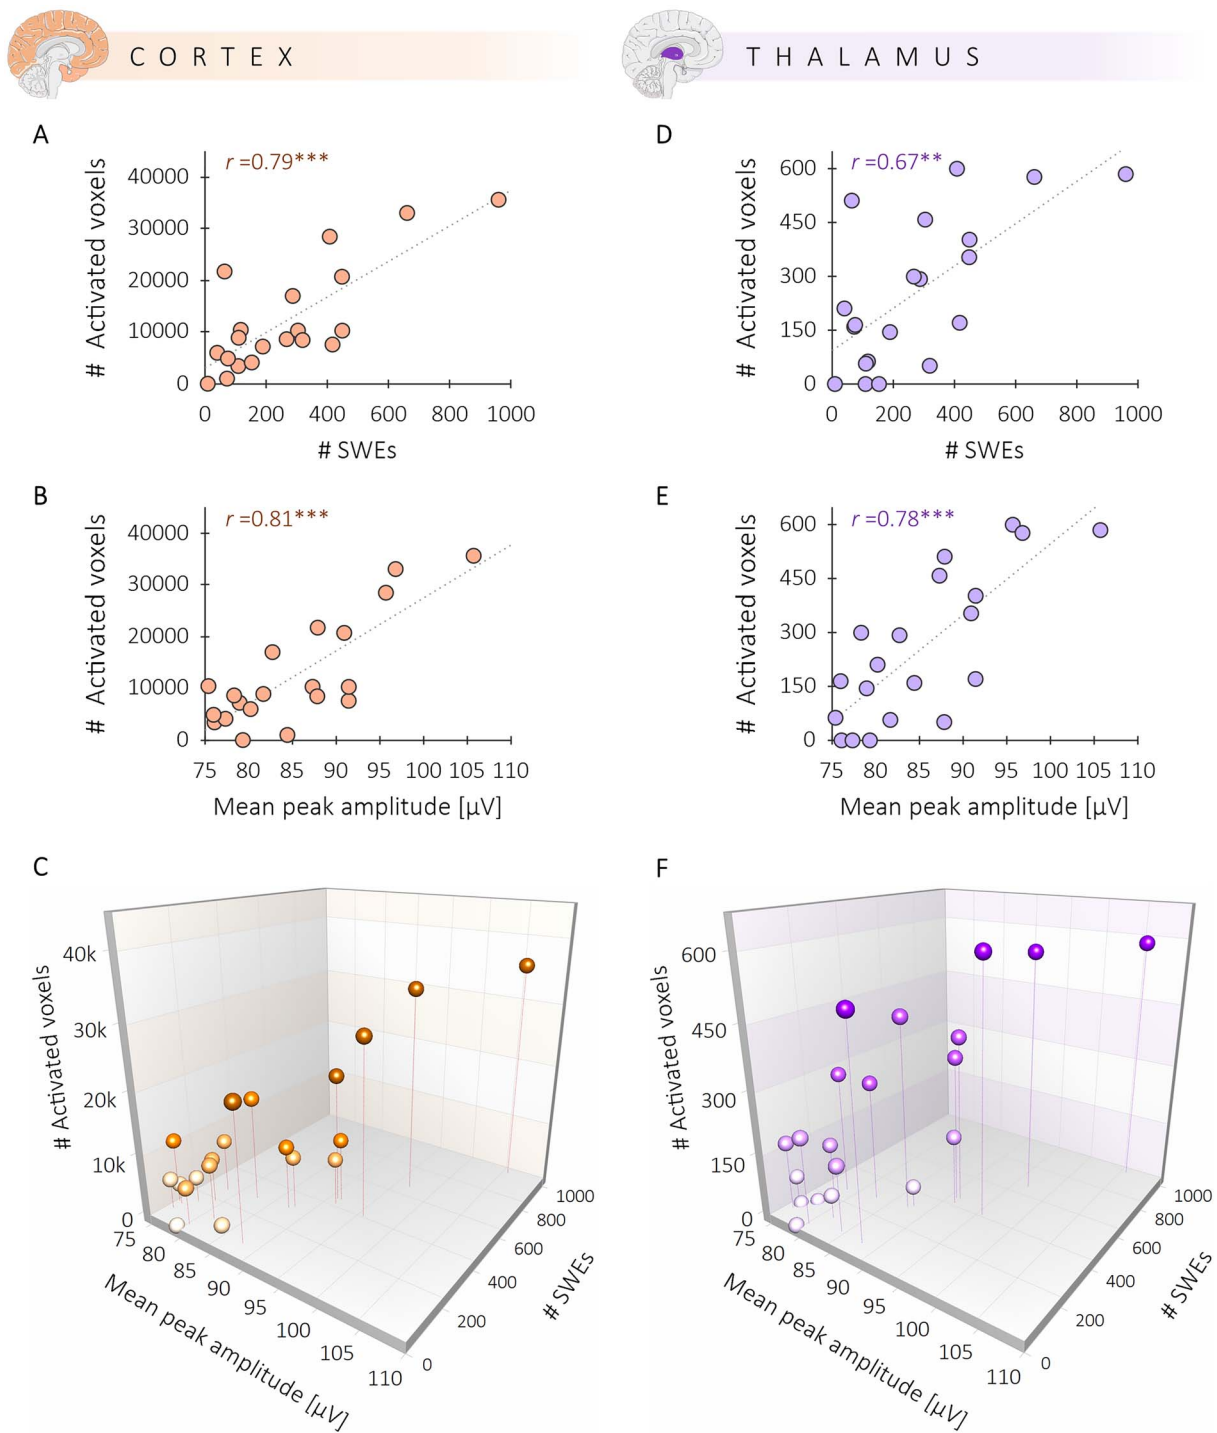 CORTEX
THALAMUS
A
r =0.79***
# Activated voxels
40000
30000
20000
10000
0
0 200 400 600 800 1000
# SWEs
D
r =0.67**
# Activated voxels
600
450
300
150
0
0 200 400 600 800 1000
# SWEs
B
r =0.81***
# Activated voxels
40000
30000
20000
10000
0
75 80 85 90 95 100 105 110
Mean peak amplitude [µV]
E
r =0.78***
# Activated voxels
600
450
300
150
0
75 80 85 90 95 100 105 110
Mean peak amplitude [µV]
C
# Activated voxels
40k
30k
20k
10k
0
75
80
85
90
95
100
105
110
Mean peak amplitude [µV]
0
200
400
600
800
1000
# SWEs
F
# Activated voxels
600
450
300
150
0
75
80
85
90
95
100
105
110
Mean peak amplitude [µV]
0
200
400
600
800
1000
# SWEs